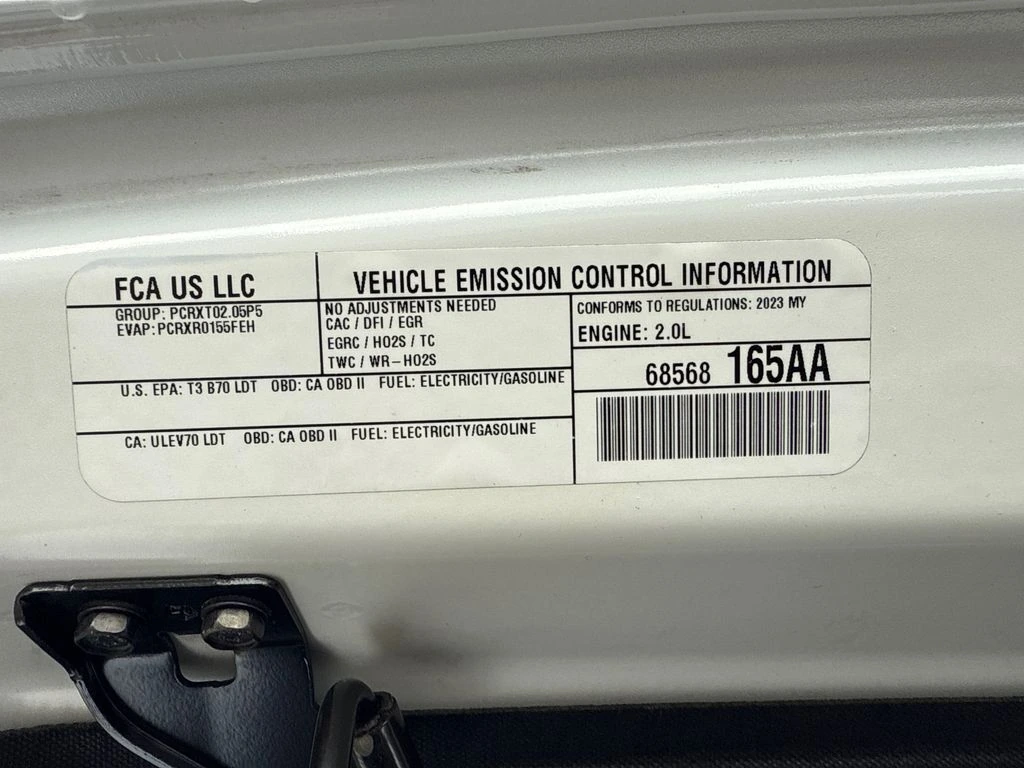 FCA US LLC
GROUP: PCRXT02.05P5
EVAP: PCRXR0155FEH
VEHICLE EMISSION CONTROL INFORMATION
NO ADJUSTMENTS NEEDED
CAC / DFI / EGR
EGRC / HO2S / TC
TWC / WR-HO2S
CONFORMS TO REGULATIONS: 2023 MY
ENGINE: 2.0L
68568 165AA
U.S. EPA: T3 B70 LDT OBD: CA OBD II FUEL: ELECTRICITY/GASOLINE
CA: ULEV70 LDT OBD: CA OBD II FUEL: ELECTRICITY/GASOLINE